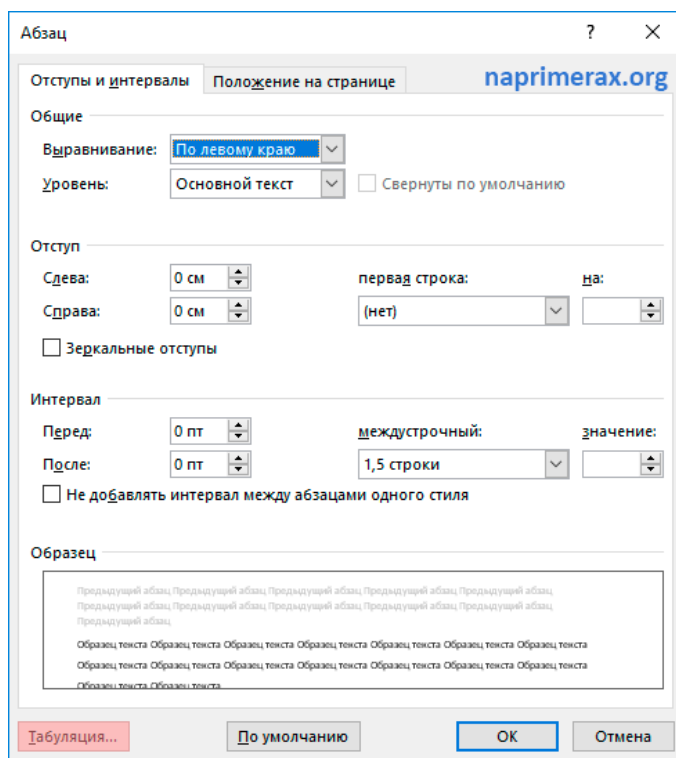 Абзац ?
Отступы и интервалы Положение на странице naprimerax.org
Общие
Выравнивание: По левому краю
Уровень: Основной текст Свернуты по умолчанию
Отступ
Слева: 0 см первая строка: на:
Справа: 0 см (нет)
Зеркальные отступы
Интервал
Перед: 0 пт междустрочный: значение:
После: 0 пт 1,5 строки
Не добавлять интервал между абзацами одного стиля
Образец
Предыдущий абзац Предыдущий абзац Предыдущий абзац Предыдущий абзац Предыдущий абзац
Предыдущий абзац Предыдущий абзац Предыдущий абзац Предыдущий абзац Предыдущий абзац
Предыдущий абзац
Образец текста Образец текста Образец текста Образец текста Образец текста Образец текста Образец текста
Образец текста Образец текста Образец текста Образец текста Образец текста Образец текста Образец текста
Образец текста Образец текста
Табуляция... По умолчанию ОК Отмена